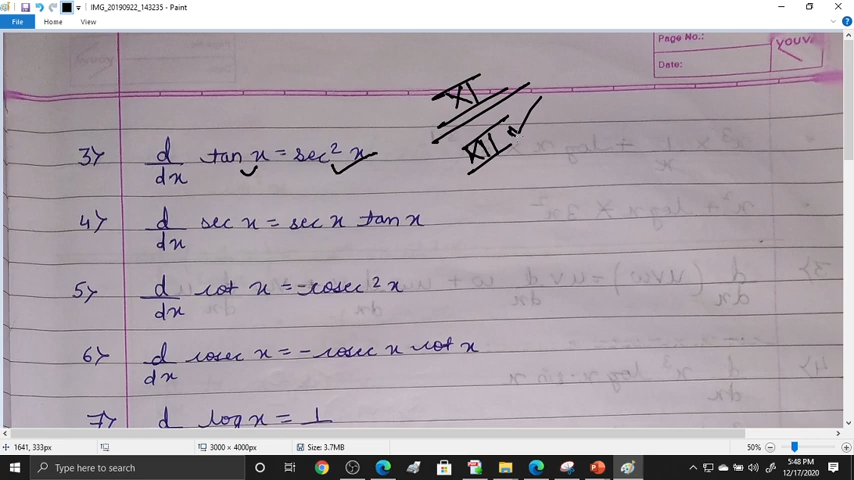 IMG_20190922_143235 - Paint
File Home View
Page No.:
Date:
YOUVA
XI
XII
3> d/dx tan x = sec² x
4> d/dx sec x = sec x tan x
5> d/dx cot x = -cosec² x
6> d/dx cosec x = -cosec x cot x
7> d log x = 1
1641, 333px 3000 × 4000px Size: 3.7MB 50%
Type here to search
5:48 PM
12/17/2020